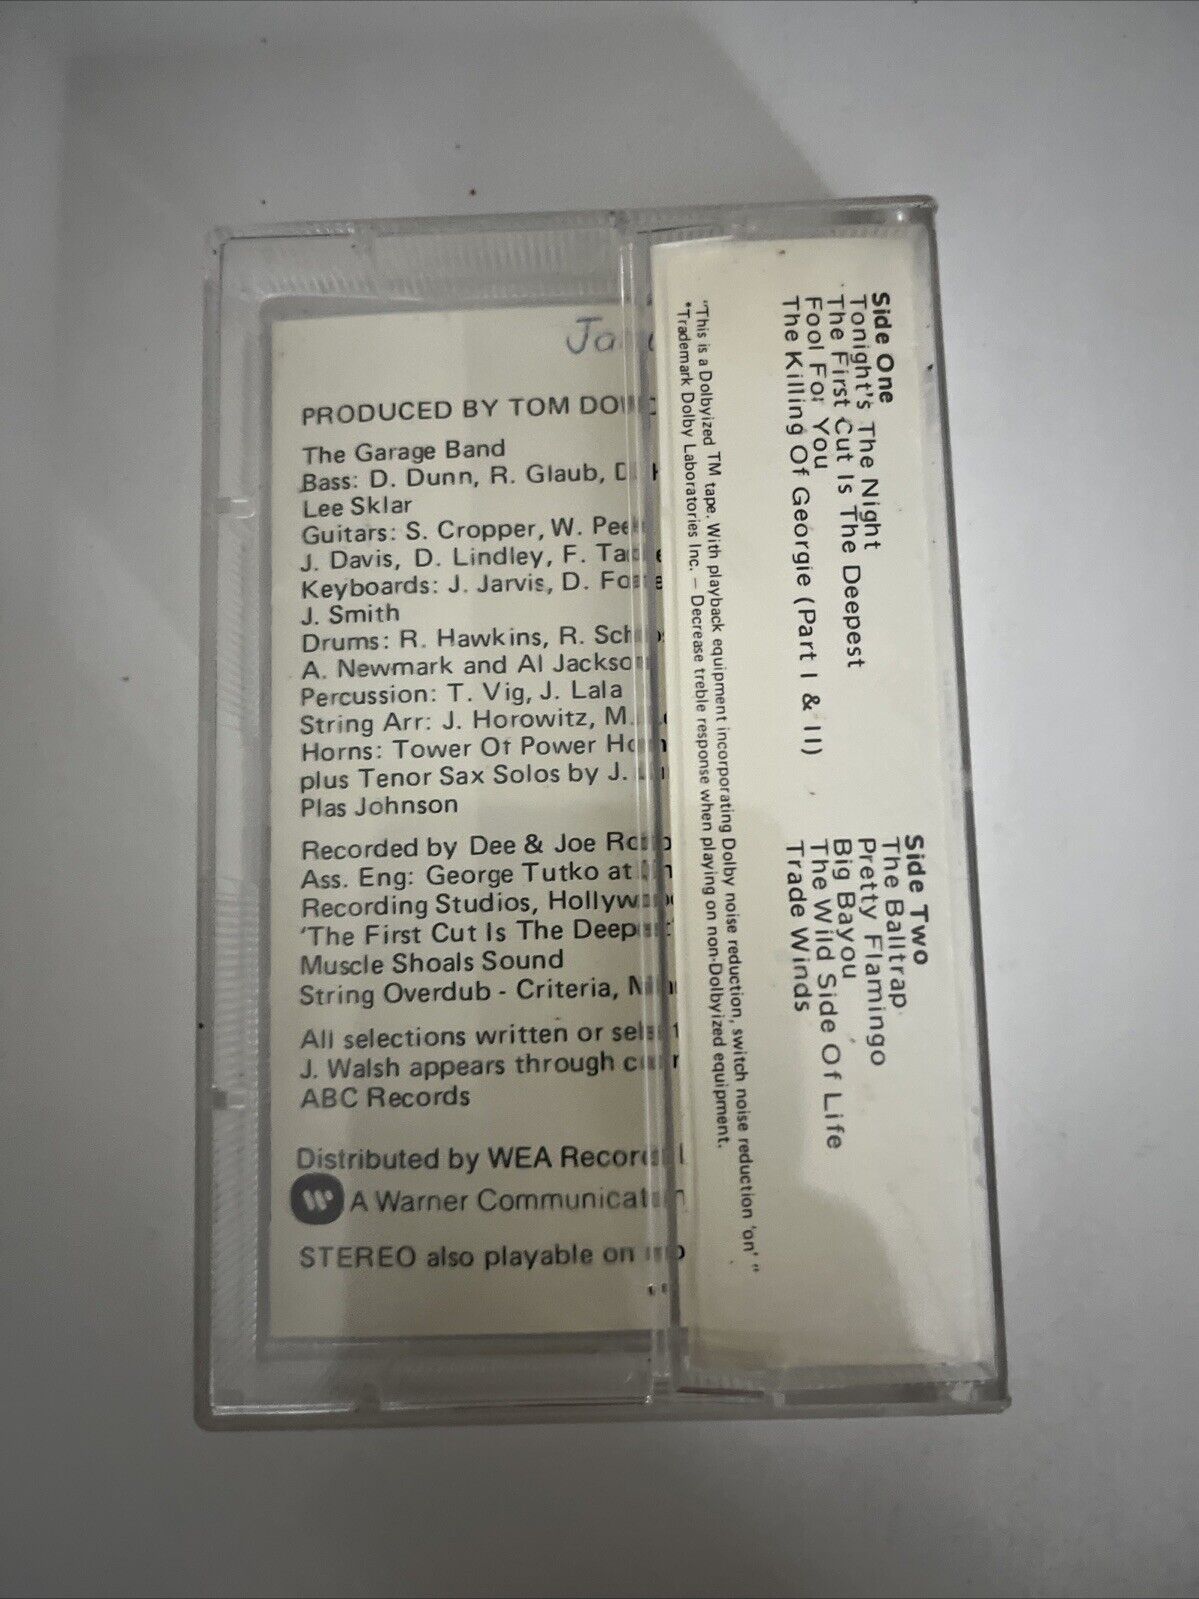 PRODUCED BY TOM
The Garage Band
Bass: D. Dunn, R. Glaub,
Lee Sklar
Guitars: S. Cropper, W.
J. Davis, D. Lindley, F.
Keyboards: J. Jarvis, D.
J. Smith
Drums: R. Hawkins, R.
A. Newmark and Al
Percussion: T. Vig, J. Lala
String Arr: J. Horowitz, M.
Horns: Tower Of Power
plus Tenor Sax Solos by J.
Plas Johnson
Recorded by Dee & Joe
Ass. Eng: George Tutko at
Recording Studios,
'The First Cut Is The
Muscle Shoals Sound
String Overdub - Criteria,
All selections written or
J. Walsh appears through
ABC Records
Distributed by WEA
A Warner
STEREO also playable on
Side One
Tonight's The Night
The First Cut Is The Deepest
Fool For You
The Killing Of Georgie (Part I & II)
Side Two
The Balltrap
Pretty Flamingo
Big Bayou
The Wild Side Of Life
Trade Winds
"This is a Dolbyized TM tape. With playback equipment incorporating Dolby noise reduction, switch noise reduction 'on' "
*Trademark Dolby Laboratories Inc. – Decrease treble response when playing on non-Dolbyized equipment.